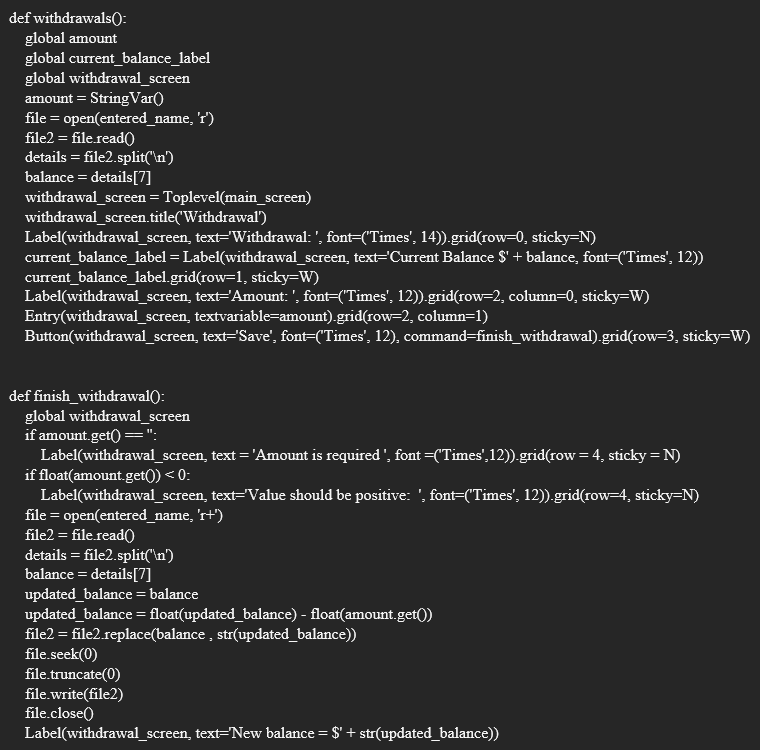 def withdrawals():
    global amount
    global current_balance_label
    global withdrawal_screen
    amount = StringVar()
    file = open(entered_name, 'r')
    file2 = file.read()
    details = file2.split('\n')
    balance = details[7]
    withdrawal_screen = Toplevel(main_screen)
    withdrawal_screen.title('Withdrawal')
    Label(withdrawal_screen, text='Withdrawal: ', font=('Times', 14)).grid(row=0, sticky=N)
    current_balance_label = Label(withdrawal_screen, text='Current Balance $' + balance, font=('Times', 12))
    current_balance_label.grid(row=1, sticky=W)
    Label(withdrawal_screen, text='Amount: ', font=('Times', 12)).grid(row=2, column=0, sticky=W)
    Entry(withdrawal_screen, textvariable=amount).grid(row=2, column=1)
    Button(withdrawal_screen, text='Save', font=('Times', 12), command=finish_withdrawal).grid(row=3, sticky=W)

def finish_withdrawal():
    global withdrawal_screen
    if amount.get() == '':
        Label(withdrawal_screen, text = 'Amount is required ', font =('Times',12)).grid(row = 4, sticky = N)
    if float(amount.get()) < 0:
        Label(withdrawal_screen, text='Value should be positive:  ', font=('Times', 12)).grid(row=4, sticky=N)
    file = open(entered_name, 'r+')
    file2 = file.read()
    details = file2.split('\n')
    balance = details[7]
    updated_balance = balance
    updated_balance = float(updated_balance) - float(amount.get())
    file2 = file2.replace(balance , str(updated_balance))
    file.seek(0)
    file.truncate(0)
    file.write(file2)
    file.close()
    Label(withdrawal_screen, text='New balance = $' + str(updated_balance))